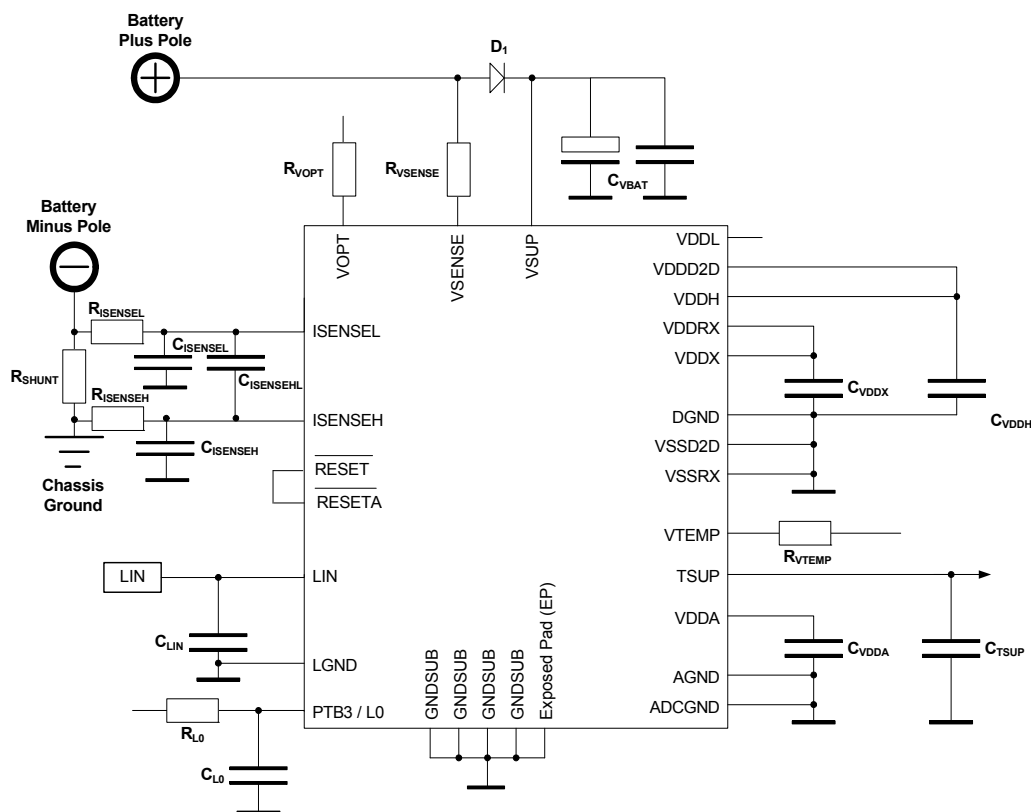 Battery
Plus Pole
D1
RVOPT
RVSENSE
CVBAT
Battery
Minus Pole
VOPT
VSENSE
VSUP
VDDL
VDDD2D
VDDH
VDDRX
VDDX
DGND
VSSD2D
VSSRX
CVDDX
CVDDH
RISENSEL
CISENSEL
ISENSEL
RSHUNT
CISENSEHL
RISENSEH
ISENSEH
CISENSEH
Chassis
Ground
RESET
RESETA
VTEMP
RVTEMP
TSUP
LIN
LIN
CLIN
LGND
VDDA
CVDDA
CTSUP
AGND
ADCGND
PTB3 / L0
RL0
CL0
GNDSUB
GNDSUB
GNDSUB
GNDSUB
Exposed Pad (EP)